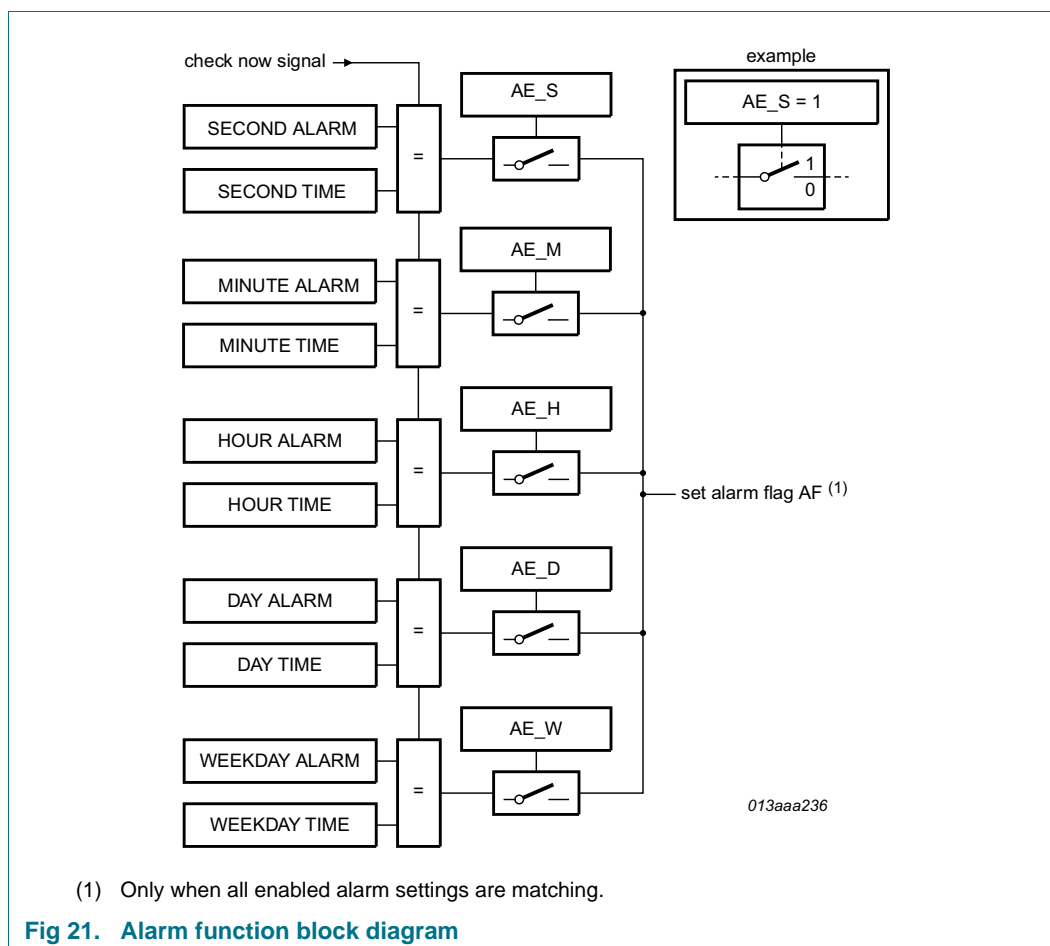 check now signal
example
AE_S
AE_S = 1
SECOND ALARM
=
1
SECOND TIME
0
AE_M
MINUTE ALARM
=
MINUTE TIME
AE_H
HOUR ALARM
=
set alarm flag AF (1)
HOUR TIME
AE_D
DAY ALARM
=
DAY TIME
AE_W
WEEKDAY ALARM
=
013aaa236
WEEKDAY TIME
(1) Only when all enabled alarm settings are matching.
Fig 21. Alarm function block diagram